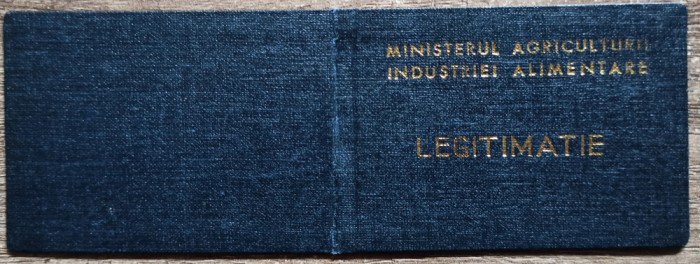 MINISTERUL AGRICULTURII
INDUSTRIEI ALIMENTARE
LEGITIMATIE